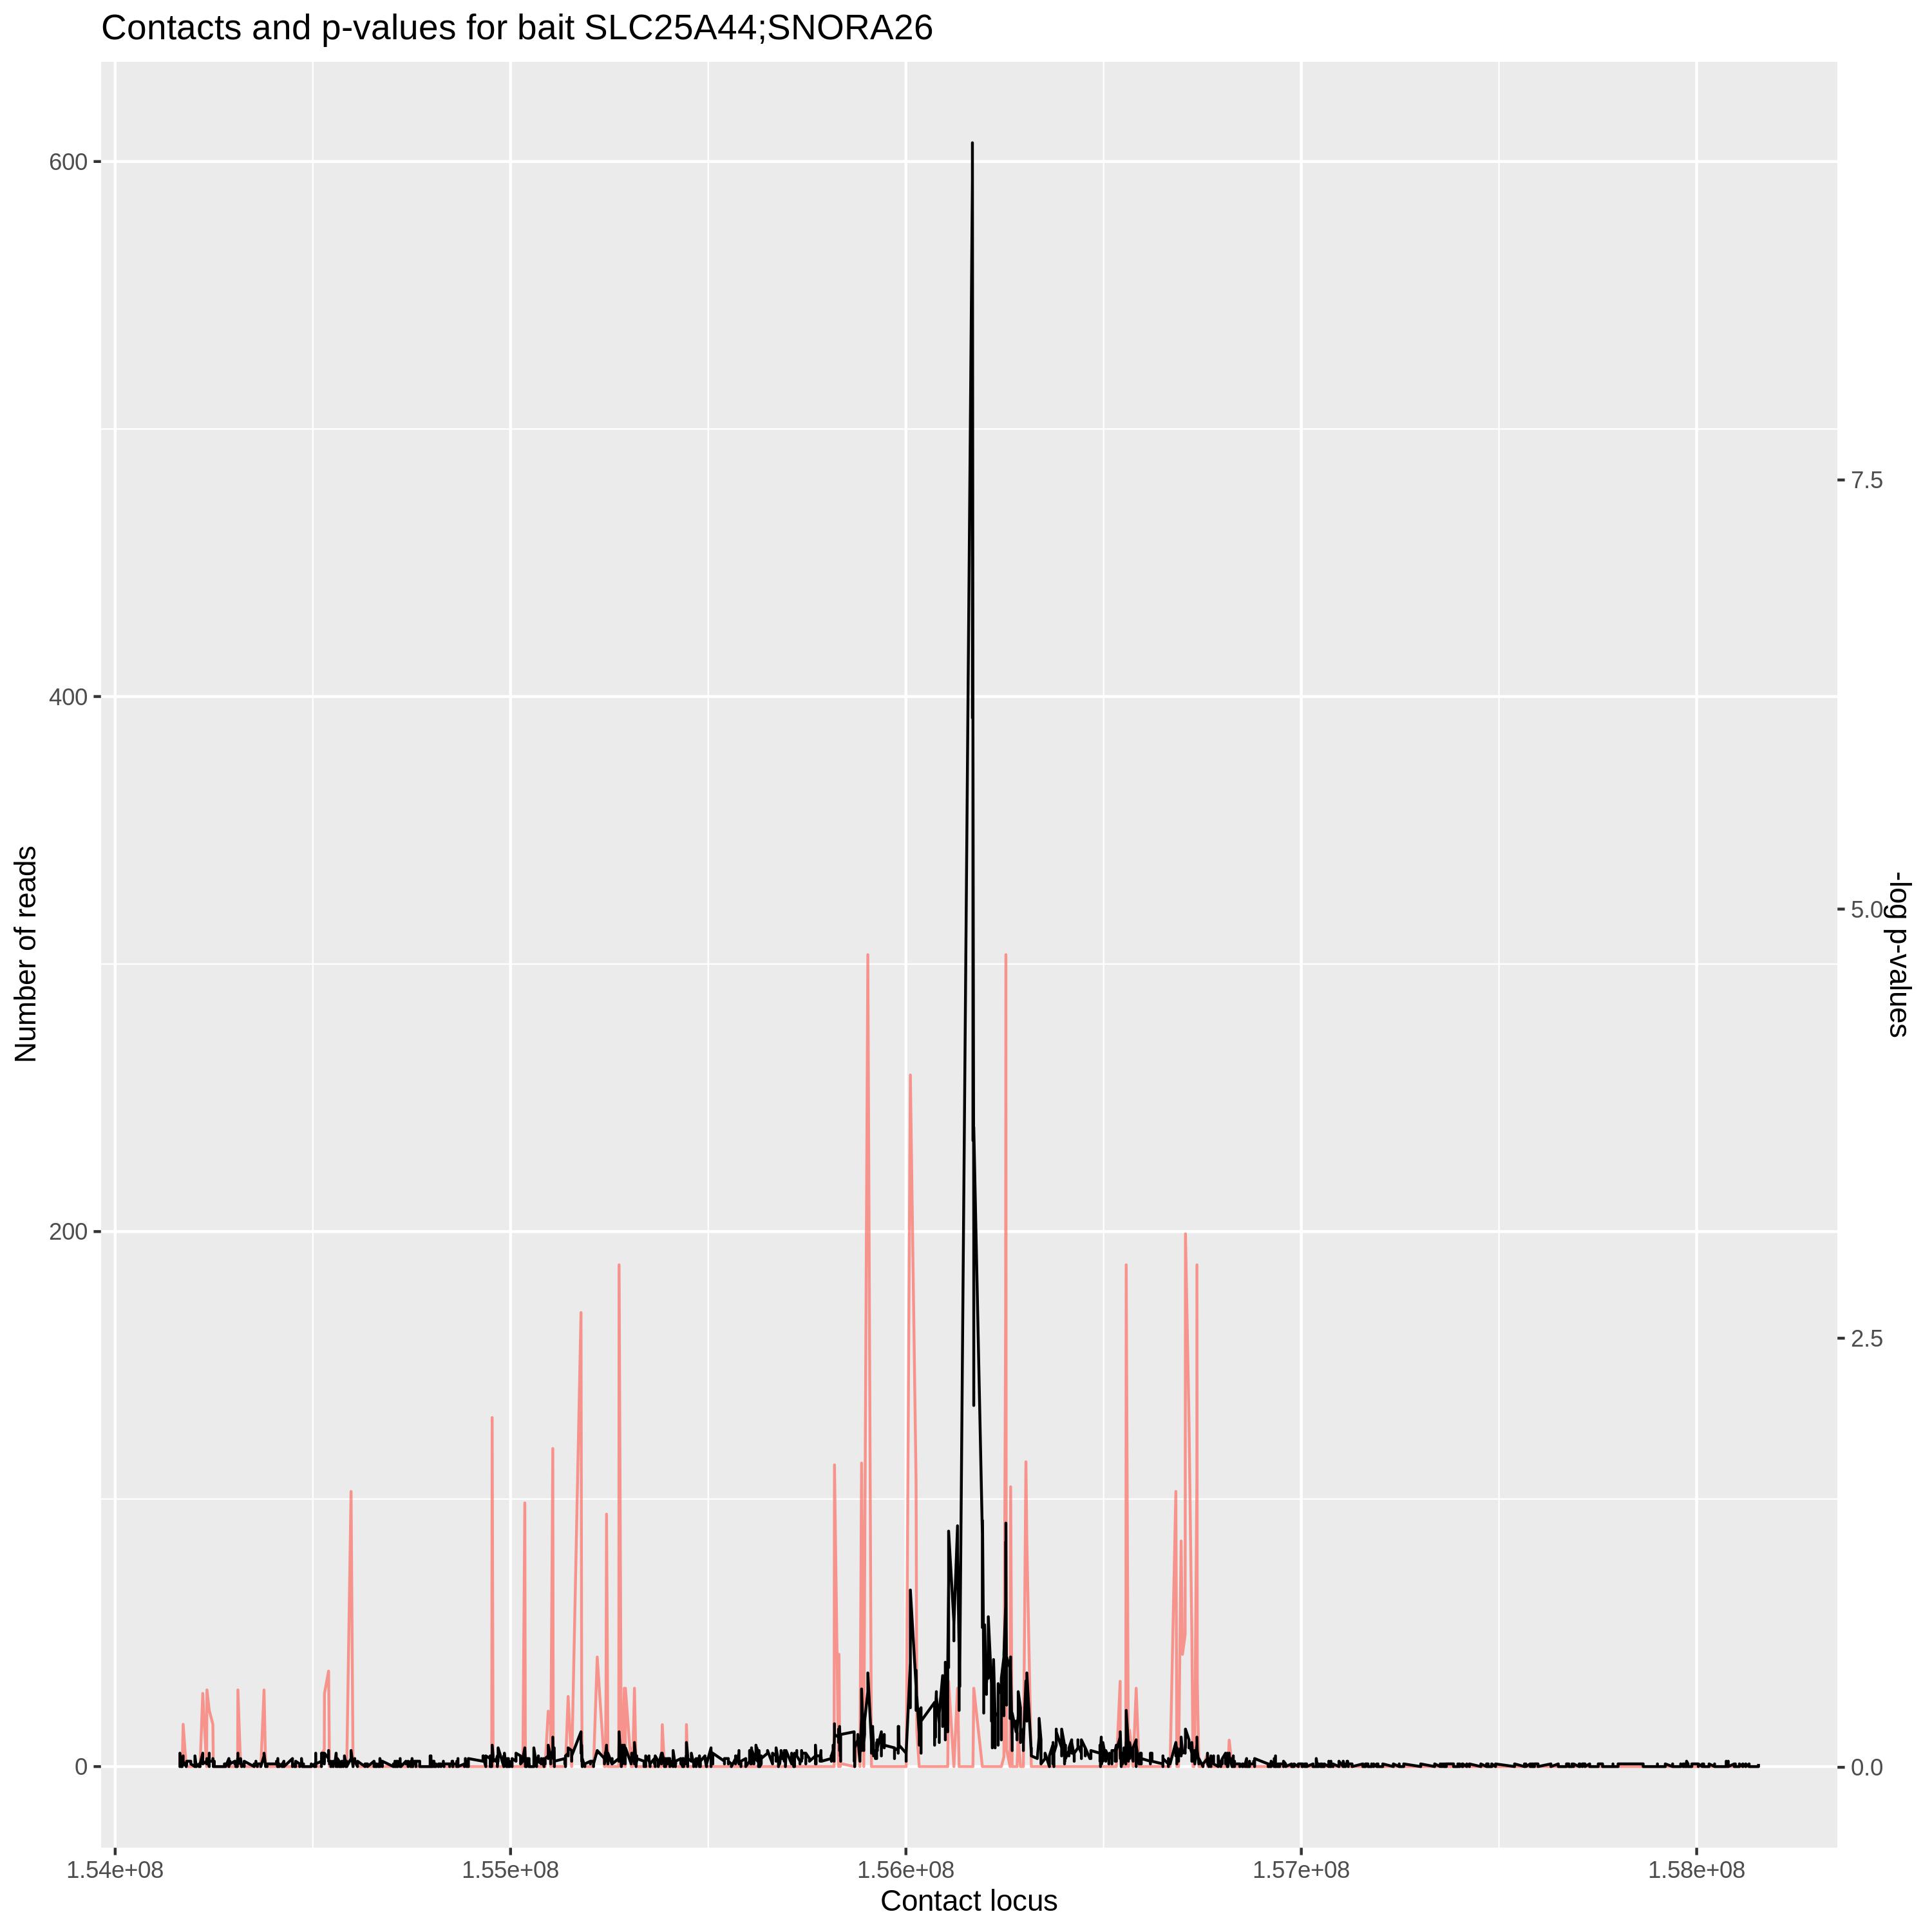 Contacts and p-values for bait SLC25A44;SNORA26
600
400
200
0
Number of reads
7.5
5.0
2.5
0.0
-log p-values
1.54e+08 1.55e+08 1.56e+08 1.57e+08 1.58e+08
Contact locus